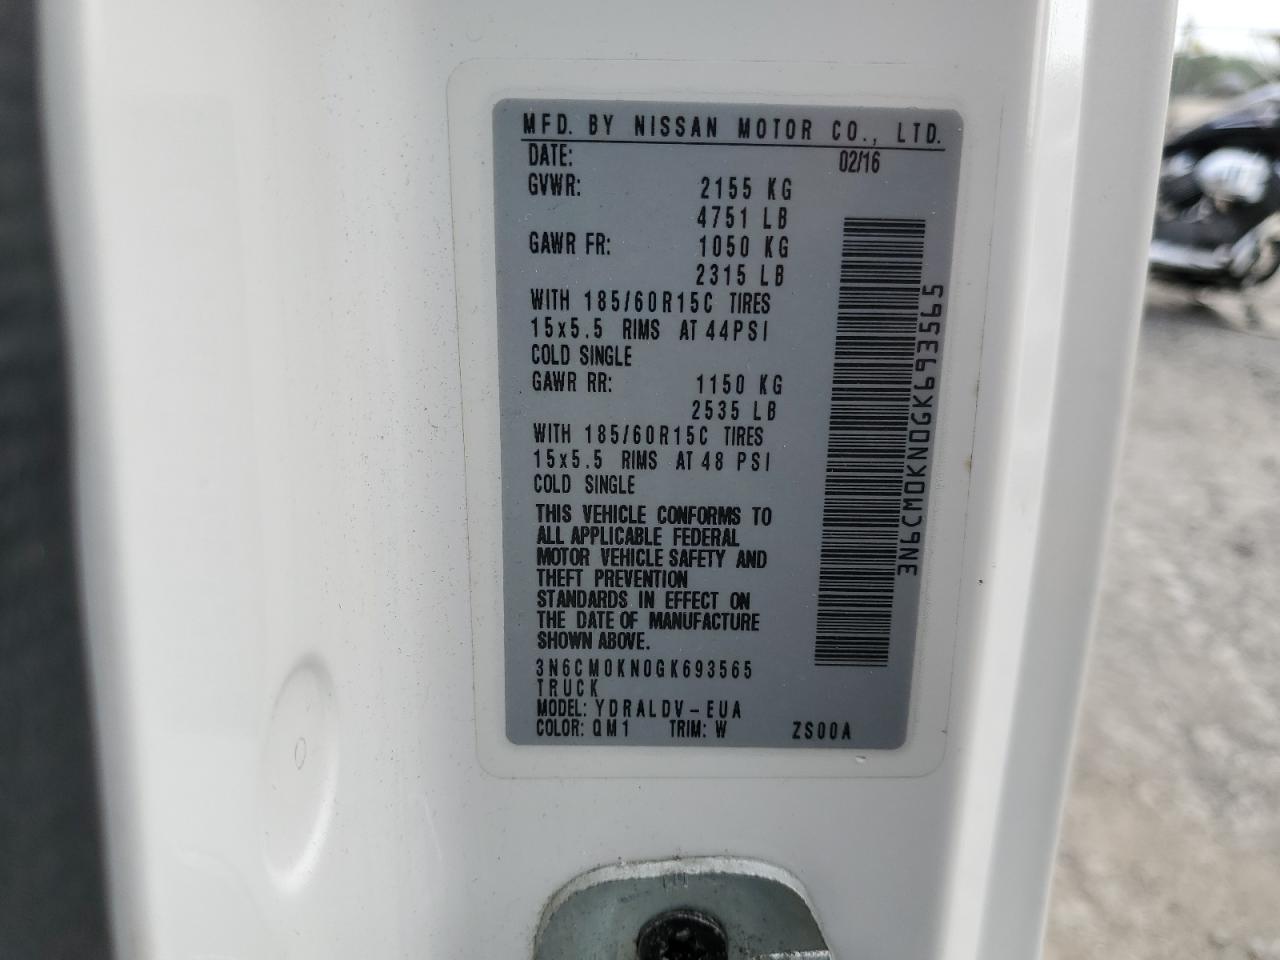 MFD. BY NISSAN MOTOR CO., LTD.
DATE: 02/16
GVWR: 2155 KG
4751 LB
GAWR FR: 1050 KG
2315 LB
WITH 185/60R15C TIRES
15x5.5 RIMS AT 44PSI
COLD SINGLE
GAWR RR: 1150 KG
2535 LB
WITH 185/60R15C TIRES
15x5.5 RIMS AT 48 PSI
COLD SINGLE
THIS VEHICLE CONFORMS TO
ALL APPLICABLE FEDERAL
MOTOR VEHICLE SAFETY AND
THEFT PREVENTION
STANDARDS IN EFFECT ON
THE DATE OF MANUFACTURE
SHOWN ABOVE.
3N6CM0KN0GK693565
TRUCK
MODEL: YDRALDV-EUA
COLOR: QM1 TRIM: W ZS00A
3N6CM0KN0GK693565